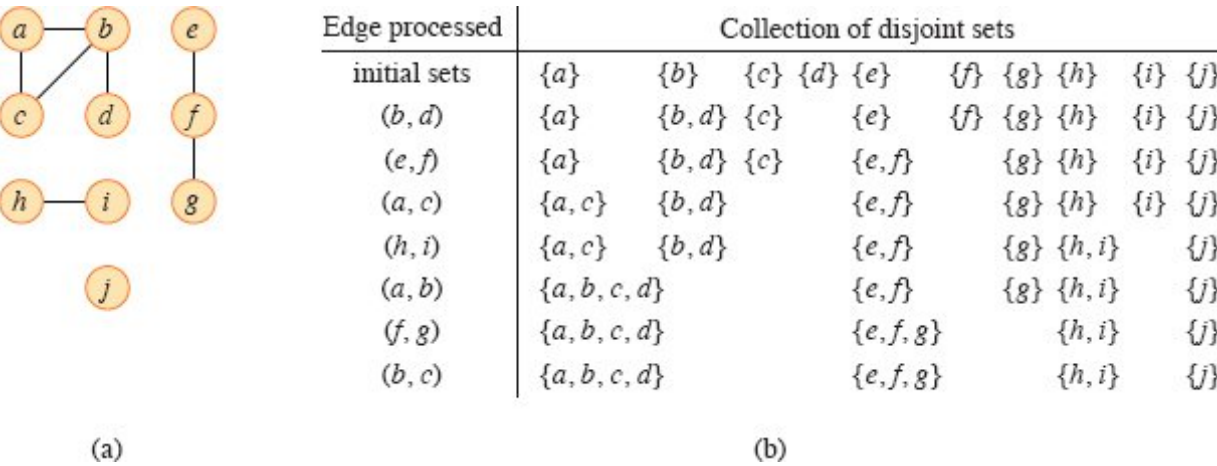 a b e
c d f
h i g
j
(a)
Edge processed Collection of disjoint sets
initial sets {a} {b} {c} {d} {e} {f} {g} {h} {i} {j}
(b, d) {a} {b, d} {c} {e} {f} {g} {h} {i} {j}
(e, f) {a} {b, d} {c} {e, f} {g} {h} {i} {j}
(a, c) {a, c} {b, d} {e, f} {g} {h} {i} {j}
(h, i) {a, c} {b, d} {e, f} {g} {h, i} {j}
(a, b) {a, b, c, d} {e, f} {g} {h, i} {j}
(f, g) {a, b, c, d} {e, f, g} {h, i} {j}
(b, c) {a, b, c, d} {e, f, g} {h, i} {j}
(b)